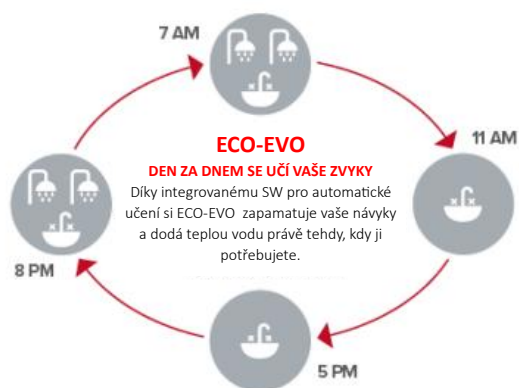 7 AM
11 AM
ECO-EVO
DEN ZA DNEM SE UČÍ VAŠE ZVYKY
Díky integrovanému SW pro automatické
učení si ECO-EVO zapamatuje vaše návyky
a dodá teplou vodu právě tehdy, kdy ji
potřebujete.
8 PM
5 PM